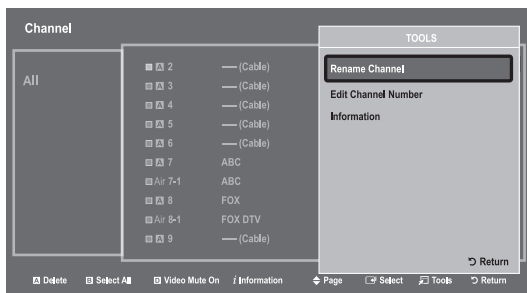 Channel
TOOLS
All
A 2 (Cable)
A 3 (Cable)
A 4 (Cable)
A 5 (Cable)
A 6 (Cable)
A 7 ABC
Air 7-1 ABC
A 8 FOX
Air 8-1 FOX DTV
A 9 (Cable)
Rename Channel
Edit Channel Number
Information
Return
A Delete B Select All D Video Mute On i Information Page Select Tools Return